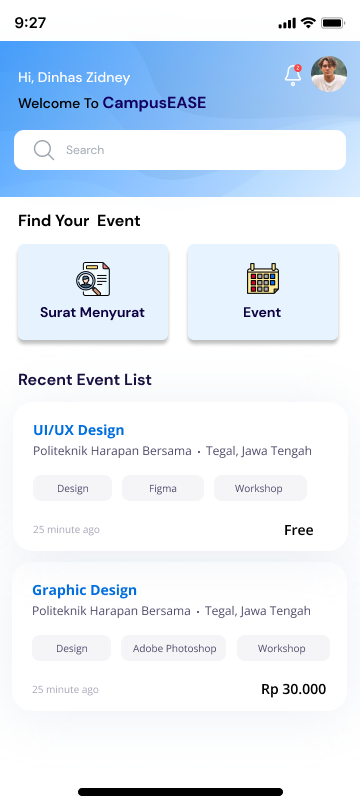 9:27
Hi, Dinhas Zidney
Welcome To CampusEASE
Search
Find Your Event
Surat Menyurat
Event
Recent Event List
UI/UX Design
Politeknik Harapan Bersama • Tegal, Jawa Tengah
Design Figma Workshop
25 minute ago Free
Graphic Design
Politeknik Harapan Bersama • Tegal, Jawa Tengah
Design Adobe Photoshop Workshop
25 minute ago Rp 30.000